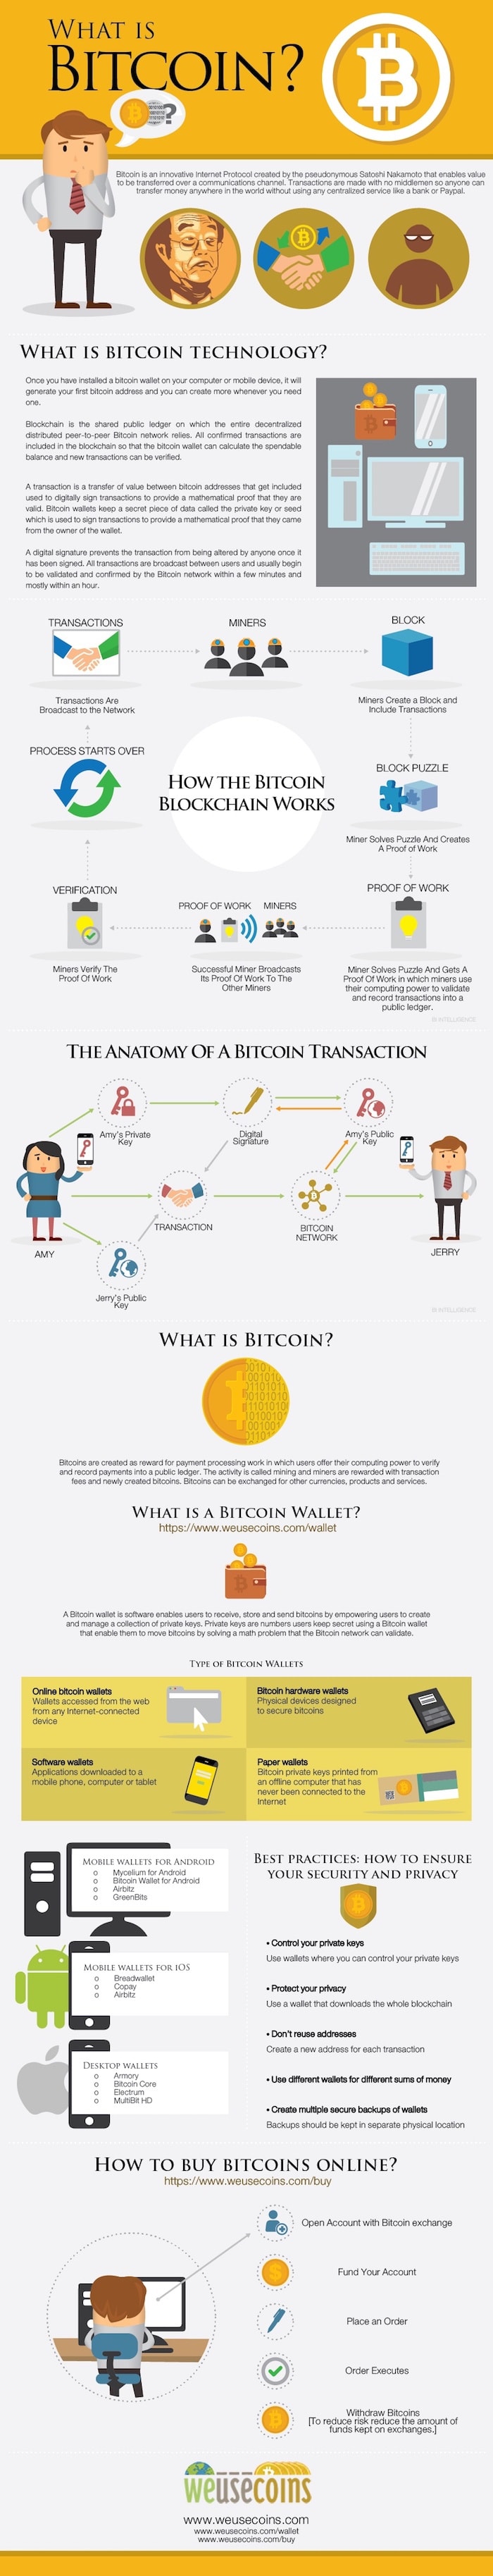 What is
Bitcoin?
?
Bitcoin is an innovative Internet Protocol created by the pseudonymous Satoshi Nakamoto that enables value
to be transferred over a communications channel. Transactions are made with no middlemen so anyone can
transfer money anywhere in the world without using any centralized service like a bank or Paypal.
What is bitcoin technology?
Once you have installed a bitcoin wallet on your computer or mobile device, it will
generate your first bitcoin address and you can create more whenever you need
one.
Blockchain is the shared public ledger on which the entire decentralized
distributed peer-to-peer Bitcoin network relies. All confirmed transactions are
included in the blockchain so that the bitcoin wallet can calculate the spendable
balance and new transactions can be verified.
A transaction is a transfer of value between bitcoin addresses that get included
used to digitally sign transactions to provide a mathematical proof that they are
valid. Bitcoin wallets keep a secret piece of data called the private key or seed
which is used to sign transactions to provide a mathematical proof that they came
from the owner of the wallet.
A digital signature prevents the transaction from being altered by anyone once it
has been signed. All transactions are broadcast between users and usually begin
to be validated and confirmed by the Bitcoin network within a few minutes and
mostly within an hour.
TRANSACTIONS
MINERS
BLOCK
Transactions Are
Broadcast to the Network
Miners Create a Block and
Include Transactions
PROCESS STARTS OVER
How the Bitcoin
Blockchain Works
BLOCK PUZZLE
Miner Solves Puzzle And Creates
A Proof of Work
VERIFICATION
PROOF OF WORK
MINERS
PROOF OF WORK
Miners Verify The
Proof Of Work
Successful Miner Broadcasts
Its Proof Of Work To The
Other Miners
Miner Solves Puzzle And Gets A
Proof Of Work in which miners use
their computing power to validate
and record transactions into a
public ledger.
BI INTELLIGENCE
The Anatomy Of A Bitcoin Transaction
Amy's Private
Key
Digital
Signature
Amy's Public
Key
TRANSACTION
BITCOIN
NETWORK
AMY
JERRY
Jerry's Public
Key
BI INTELLIGENCE
What is Bitcoin?
Bitcoins are created as reward for payment processing work in which users offer their computing power to verify
and record payments into a public ledger. The activity is called mining and miners are rewarded with transaction
fees and newly created bitcoins. Bitcoins can be exchanged for other currencies, products and services.
What is a Bitcoin Wallet?
https://www.weusecoins.com/wallet
A Bitcoin wallet is software enables users to receive, store and send bitcoins by empowering users to create
and manage a collection of private keys. Private keys are numbers users keep secret using a Bitcoin wallet
that enable them to move bitcoins by solving a math problem that the Bitcoin network can validate.
Type of Bitcoin Wallets
Online bitcoin wallets
Wallets accessed from the web
from any Internet-connected
device
Bitcoin hardware wallets
Physical devices designed
to secure bitcoins
Software wallets
Applications downloaded to a
mobile phone, computer or tablet
Paper wallets
Bitcoin private keys printed from
an offline computer that has
never been connected to the
Internet
Mobile wallets for Android
o Mycelium for Android
o Bitcoin Wallet for Android
o Airbitz
o GreenBits
Mobile wallets for iOS
o Breadwallet
o Copay
o Airbitz
Desktop wallets
o Armory
o Bitcoin Core
o Electrum
o MultiBit HD
Best practices: how to ensure
your security and privacy
• Control your private keys
Use wallets where you can control your private keys
• Protect your privacy
Use a wallet that downloads the whole blockchain
• Don't reuse addresses
Create a new address for each transaction
• Use different wallets for different sums of money
• Create multiple secure backups of wallets
Backups should be kept in separate physical location
How to buy bitcoins online?
https://www.weusecoins.com/buy
Open Account with Bitcoin exchange
Fund Your Account
Place an Order
Order Executes
Withdraw Bitcoins
[To reduce risk reduce the amount of
funds kept on exchanges.]
weusecoins
www.weusecoins.com
www.weusecoins.com/wallet
www.weusecoins.com/buy